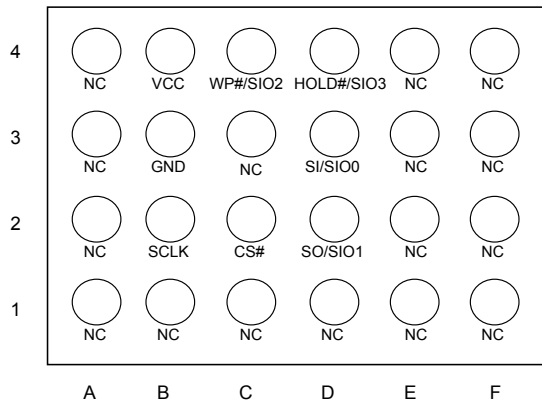 4
NC VCC WP#/SIO2 HOLD#/SIO3 NC NC
3
NC GND NC SI/SIO0 NC NC
2
NC SCLK CS# SO/SIO1 NC NC
1
NC NC NC NC NC NC
A B C D E F